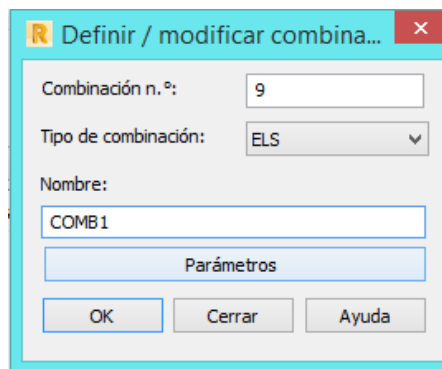 R Definir / modificar combina...
Combinación n.º: 9
Tipo de combinación: ELS
Nombre:
COMB1
Parámetros
OK Cerrar Ayuda